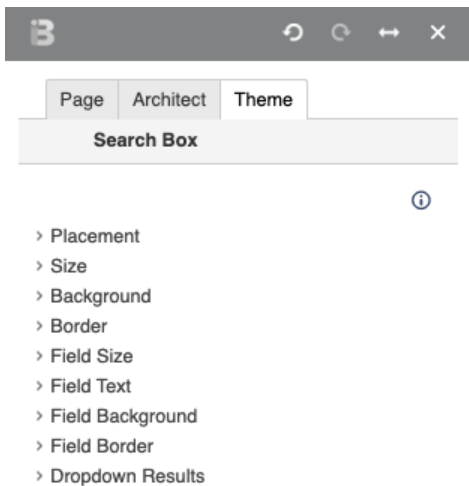 Page Architect Theme
Search Box
Placement
Size
Background
Border
Field Size
Field Text
Field Background
Field Border
Dropdown Results